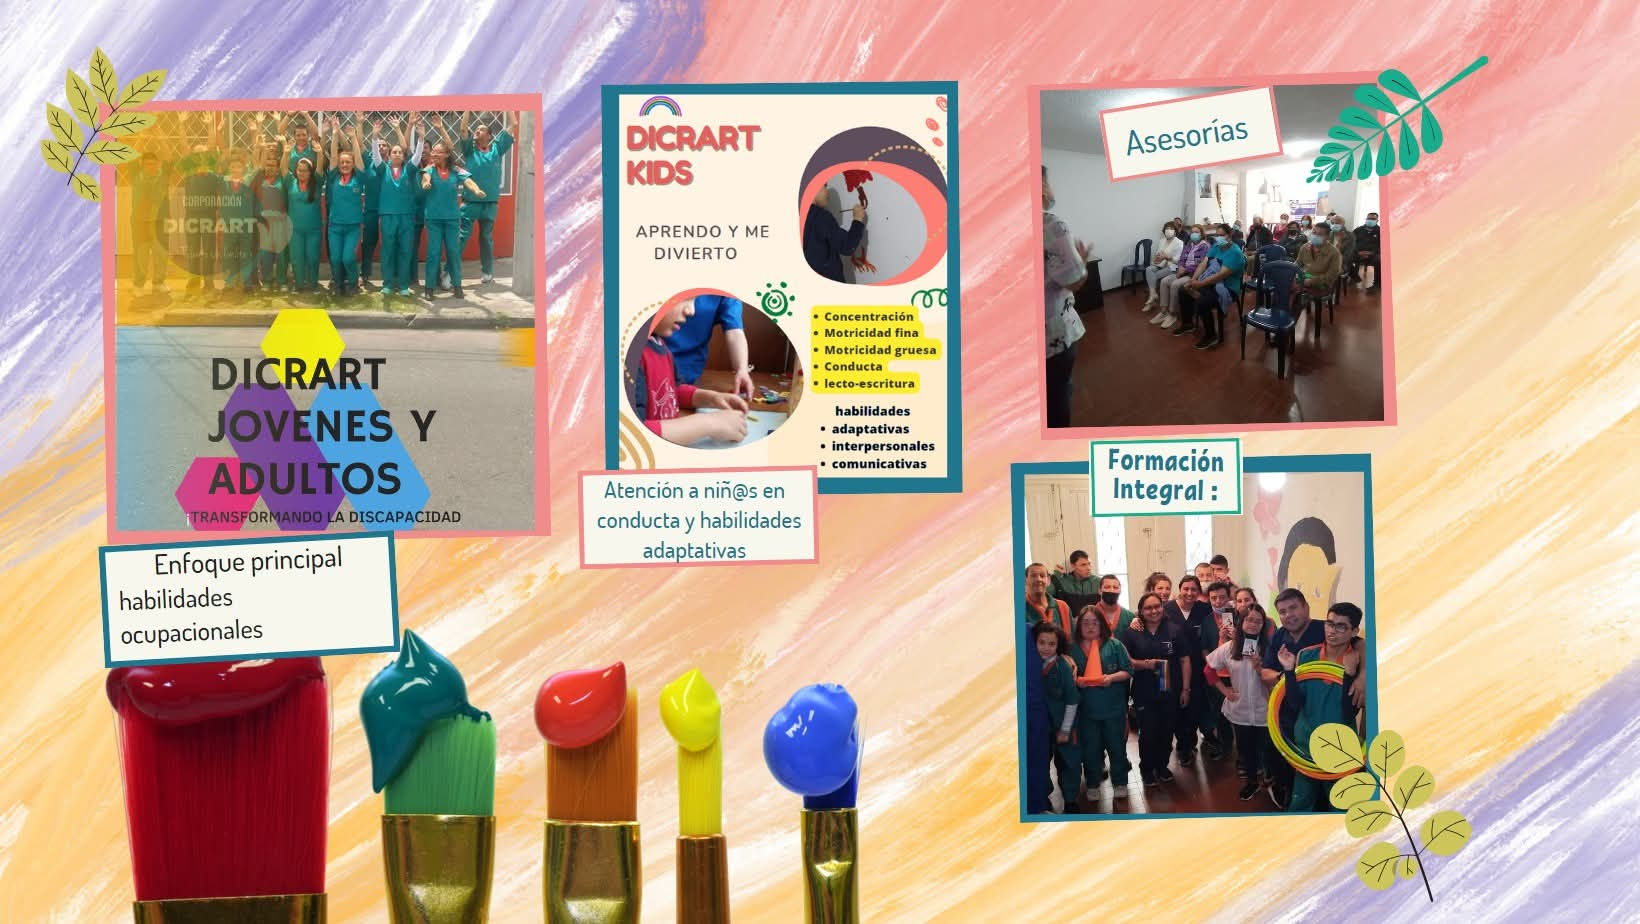 CORPORACIÓN
DICRART
DICRART
JOVENES Y
ADULTOS
¡TRANSFORMANDO LA DISCAPACIDAD
Enfoque principal
habilidades
ocupacionales
DICRART
KIDS
APRENDO Y ME
DIVIERTO
• Concentración
• Motricidad fina
• Motricidad gruesa
• Conducta
• lecto-escritura
habilidades
• adaptativas
• interpersonales
• comunicativas
Atención a niñ@s en
conducta y habilidades
adaptativas
Asesorías
Formación
Integral :